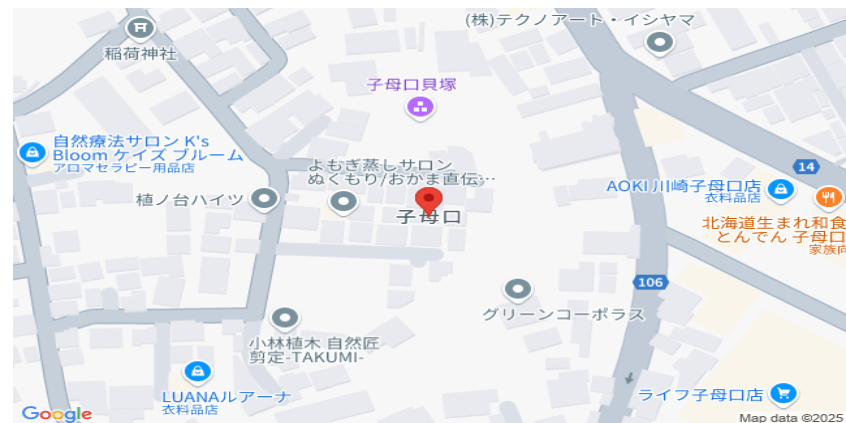 (株)テクノアート・イシヤマ
稲荷神社
子母口貝塚
自然療法サロン K's
Bloom ケイズ ブルーム
アロマセラピー用品店
よもぎ蒸しサロン
ぬくもり/おかま直伝…
14
植ノ台ハイツ
AOKI 川崎子母口店
衣料品店
子母口
北海道生まれ和食
とんでん 子母口
家族向
106
グリーンコーポラス
小林植木 自然匠
剪定-TAKUMI-
LUANAルアーナ
衣料品店
ライフ子母口店
Google
Map data ©2025